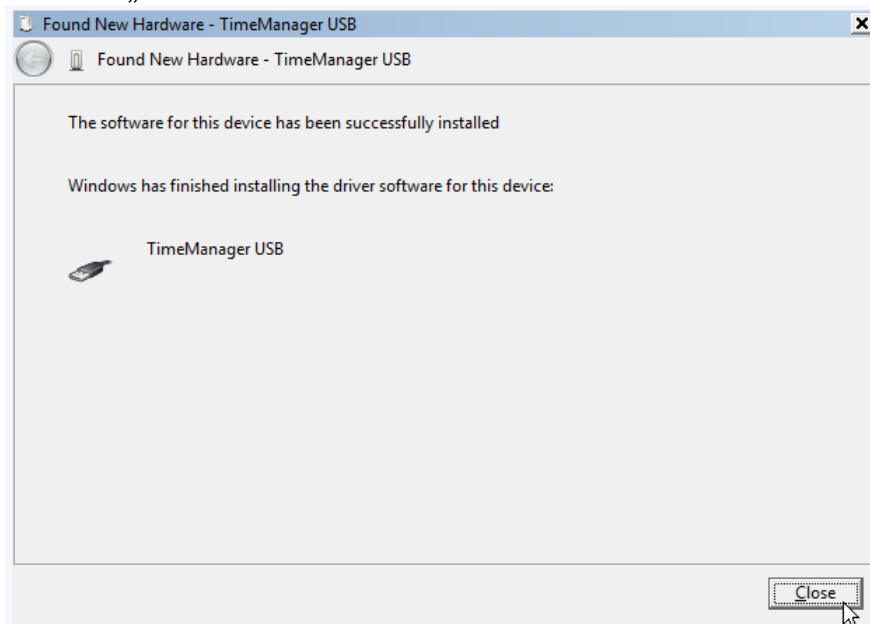 Found New Hardware - TimeManager USB
Found New Hardware - TimeManager USB
The software for this device has been successfully installed
Windows has finished installing the driver software for this device:
TimeManager USB
Close